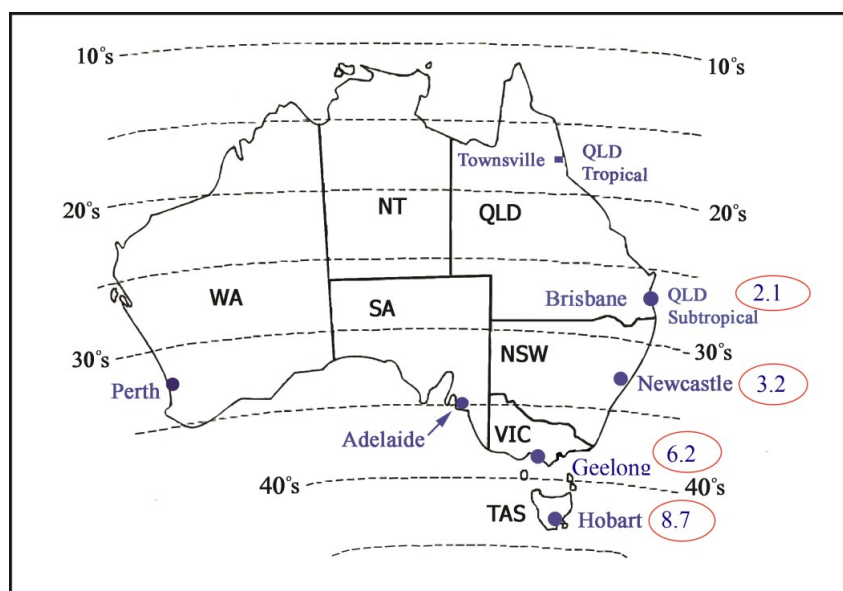 10°s
10°s
Townsville
QLD
Tropical
NT
QLD
20°s
20°s
WA
SA
Brisbane
QLD
Subtropical
2.1
30°s
NSW
30°s
Perth
Newcastle
3.2
Adelaide
VIC
Geelong
6.2
40°s
40°s
TAS
Hobart
8.7